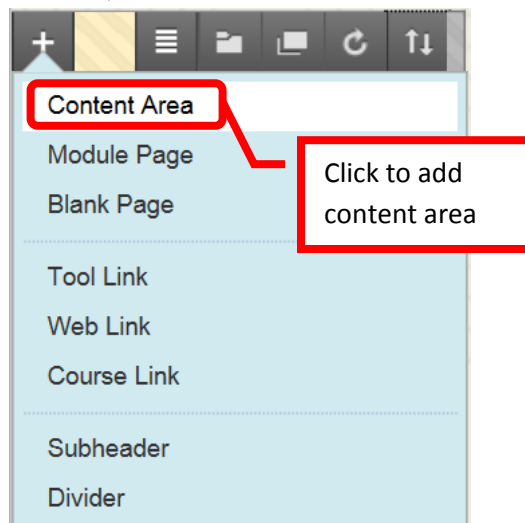 Content Area
Module Page
Click to add
content area
Blank Page
Tool Link
Web Link
Course Link
Subheader
Divider